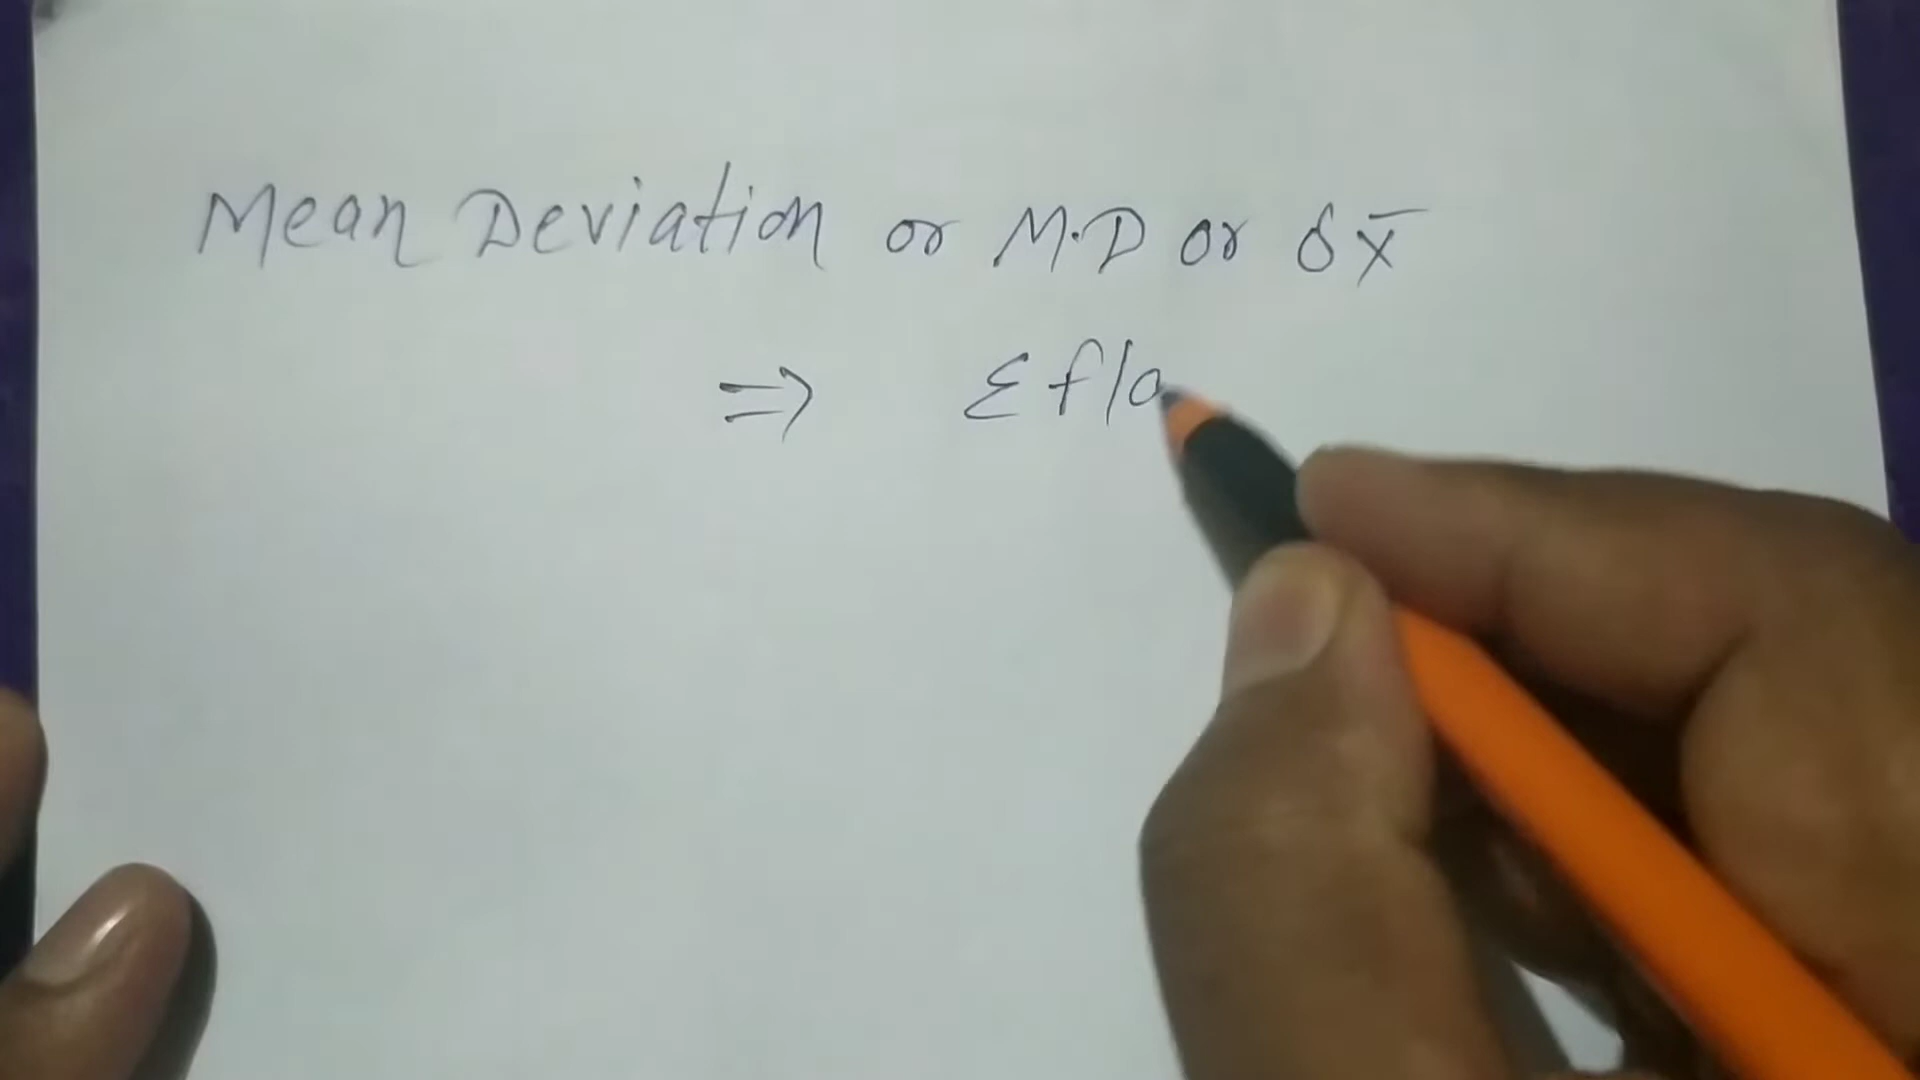 Mean Deviation or M.D or δx̄
⇒ Σf|